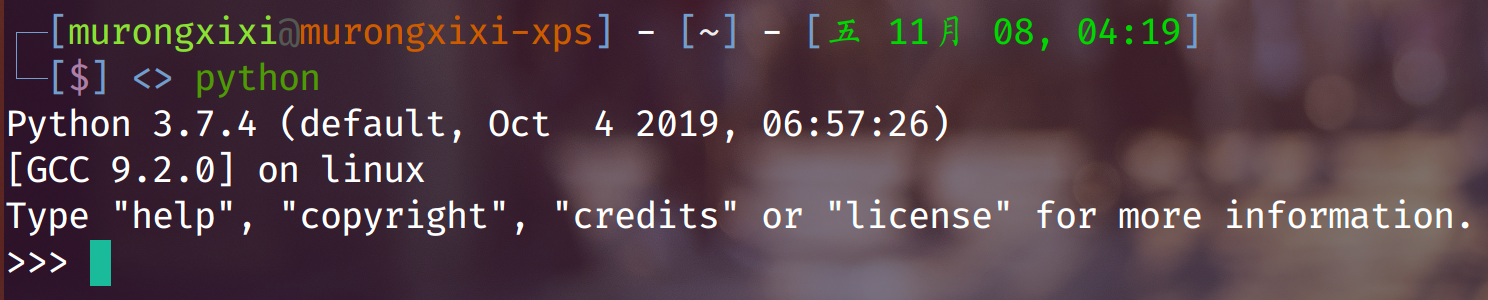 [murongxixi@murongxixi-xps] - [~] - [五 11月 08, 04:19]
[$] <> python
Python 3.7.4 (default, Oct  4 2019, 06:57:26)
[GCC 9.2.0] on linux
Type "help", "copyright", "credits" or "license" for more information.
>>>